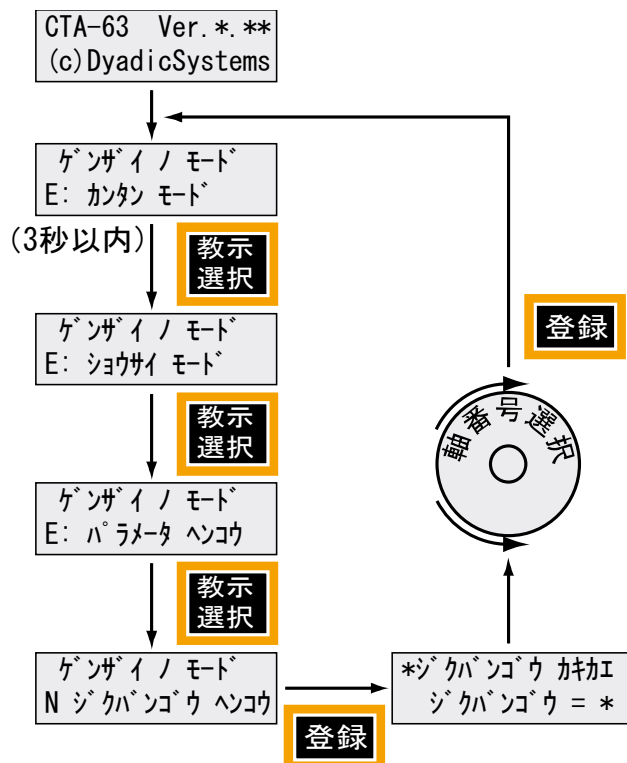 CTA-63 Ver.*.**
(c)DyadicSystems
ｹﾞﾝｻﾞｲ ﾉ ﾓｰﾄﾞ
E: ｶﾝﾀﾝ ﾓｰﾄﾞ
(3秒以内)
教示
選択
ｹﾞﾝｻﾞｲ ﾉ ﾓｰﾄﾞ
E: ｼｮｳｻｲ ﾓｰﾄﾞ
教示
選択
ｹﾞﾝｻﾞｲ ﾉ ﾓｰﾄﾞ
E: ﾊﾟﾗﾒｰﾀ ﾍﾝｺｳ
教示
選択
ｹﾞﾝｻﾞｲ ﾉ ﾓｰﾄﾞ
N ｼﾞｸﾊﾞﾝｺﾞｳ ﾍﾝｺｳ
登録
*ｼﾞｸﾊﾞﾝｺﾞｳ ｶｷｶｴ
ｼﾞｸﾊﾞﾝｺﾞｳ = *
軸番号選択
登録